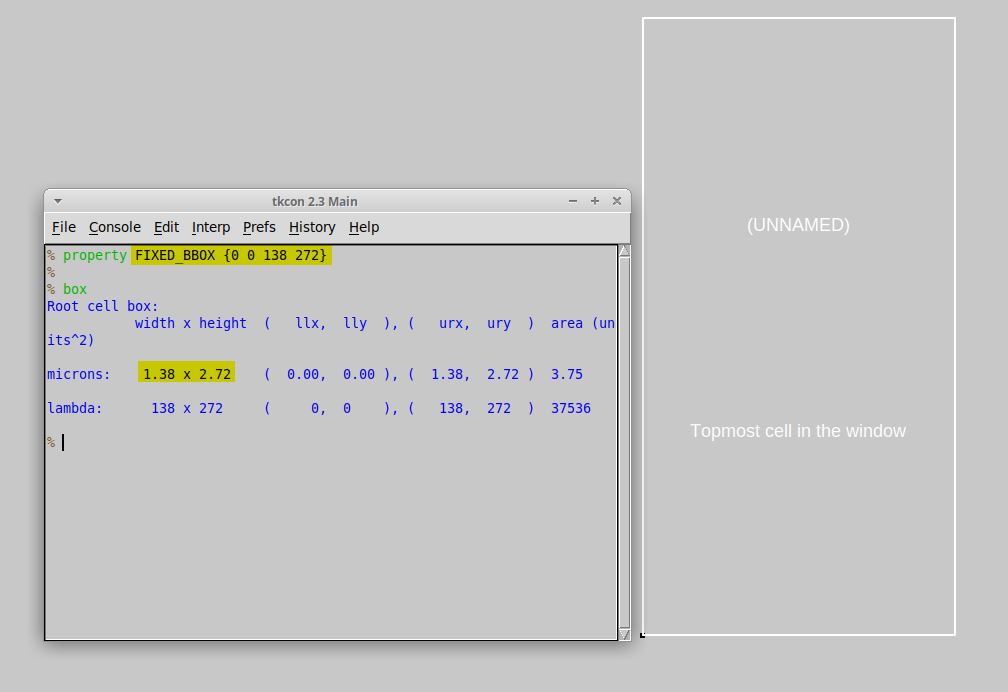 tkcon 2.3 Main
File Console Edit Interp Prefs History Help
% property FIXED_BBOX {0 0 138 272}
%
% box
Root cell box:
width x height ( llx, lly ), ( urx, ury ) area (un
its^2)
microns: 1.38 x 2.72 ( 0.00, 0.00 ), ( 1.38, 2.72 ) 3.75
lambda: 138 x 272 ( 0, 0 ), ( 138, 272 ) 37536
%
(UNNAMED)
Topmost cell in the window